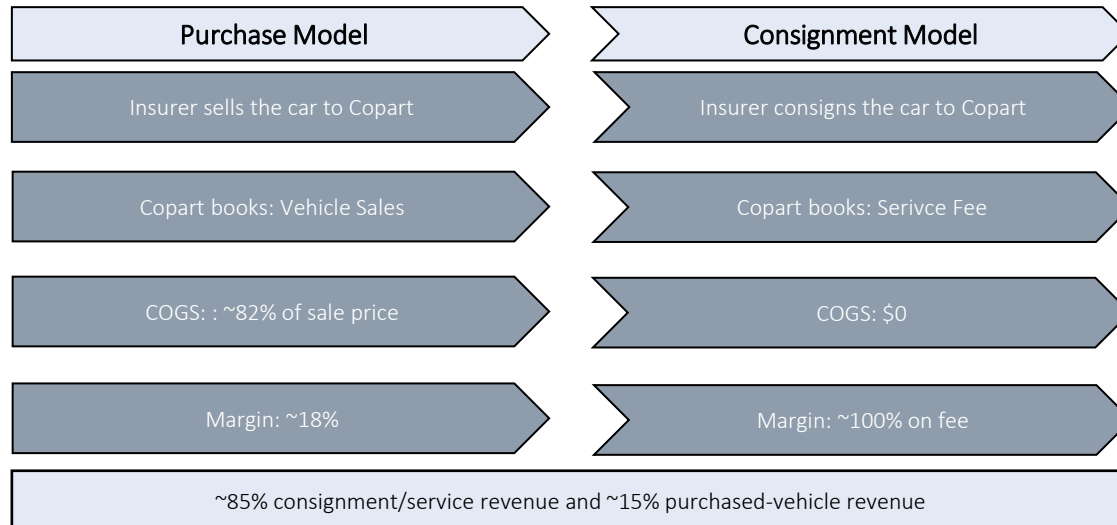 Purchase Model
Consignment Model
Insurer sells the car to Copart
Insurer consigns the car to Copart
Copart books: Vehicle Sales
Copart books: Serivce Fee
COGS: : ~82% of sale price
COGS: $0
Margin: ~18%
Margin: ~100% on fee
~85% consignment/service revenue and ~15% purchased-vehicle revenue